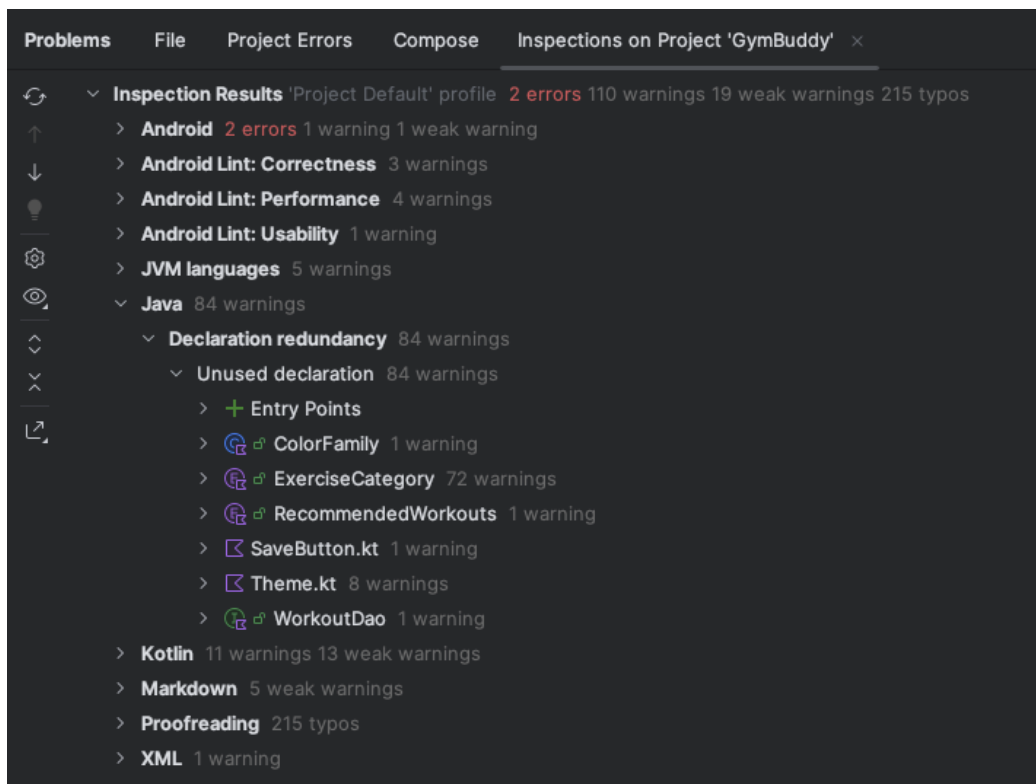 Problems File Project Errors Compose Inspections on Project 'GymBuddy'
Inspection Results 'Project Default' profile 2 errors 110 warnings 19 weak warnings 215 typos
Android 2 errors 1 warning 1 weak warning
Android Lint: Correctness 3 warnings
Android Lint: Performance 4 warnings
Android Lint: Usability 1 warning
JVM languages 5 warnings
Java 84 warnings
Declaration redundancy 84 warnings
Unused declaration 84 warnings
Entry Points
ColorFamily 1 warning
ExerciseCategory 72 warnings
RecommendedWorkouts 1 warning
SaveButton.kt 1 warning
Theme.kt 8 warnings
WorkoutDao 1 warning
Kotlin 11 warnings 13 weak warnings
Markdown 5 weak warnings
Proofreading 215 typos
XML 1 warning